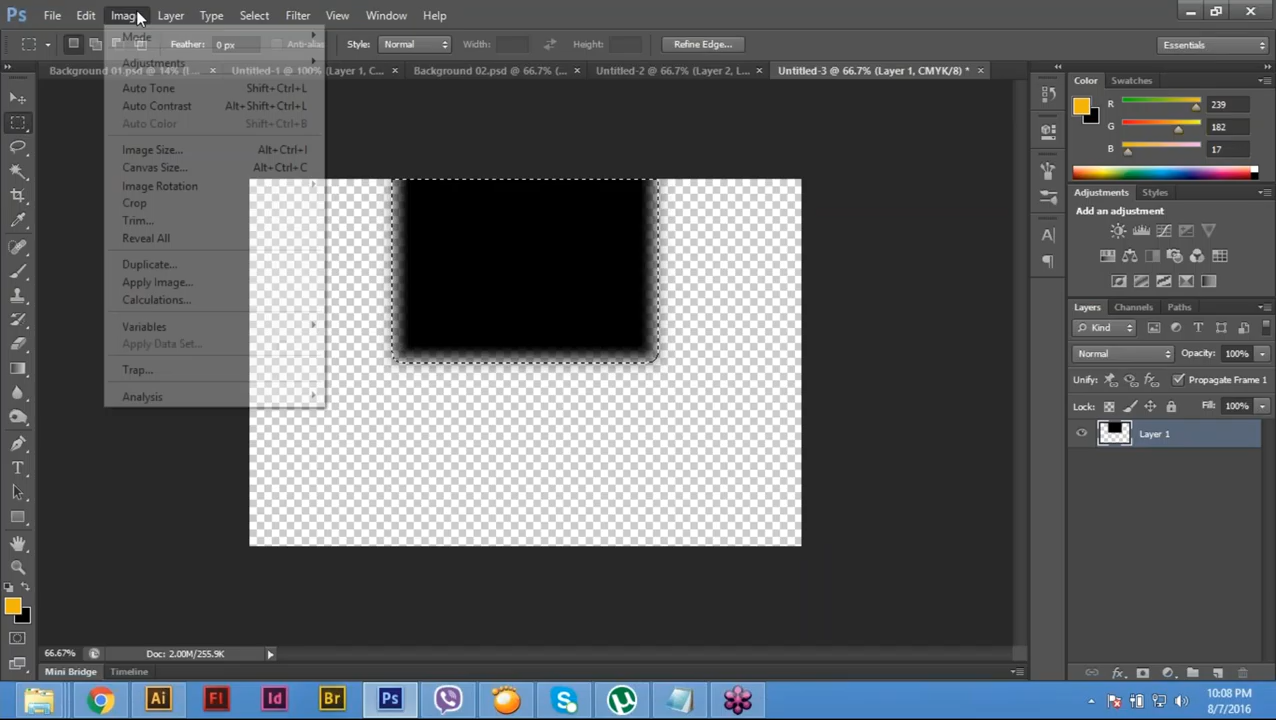 Ps File Edit Image Layer Type Select Filter View Window Help
Feather: 0 px Anti-alias Style: Normal Width: Height: Refine Edge... Essentials
Background 01.psd @ 14% (L... × Untitled-1 @ 100% (Layer 1, C... × Background 02.psd @ 66.7% (... × Untitled-2 @ 66.7% (Layer 2, L... × Untitled-3 @ 66.7% (Layer 1, CMYK/8) * ×
Mode
Adjustments
Auto Tone Shift+Ctrl+L
Auto Contrast Alt+Shift+Ctrl+L
Auto Color Shift+Ctrl+B
Image Size... Alt+Ctrl+I
Canvas Size... Alt+Ctrl+C
Image Rotation
Crop
Trim...
Reveal All
Duplicate...
Apply Image...
Calculations...
Variables
Apply Data Set...
Trap...
Analysis
Color Swatches
R 239
G 182
B 17
Adjustments Styles
Add an adjustment
Layers Channels Paths
Kind
Normal Opacity: 100%
Unify: Propagate Frame 1
Lock: Fill: 100%
Layer 1
66.67% Doc: 2.00M/255.9K
Mini Bridge Timeline
Ai Fl Id Br Ps
10:08 PM
8/7/2016